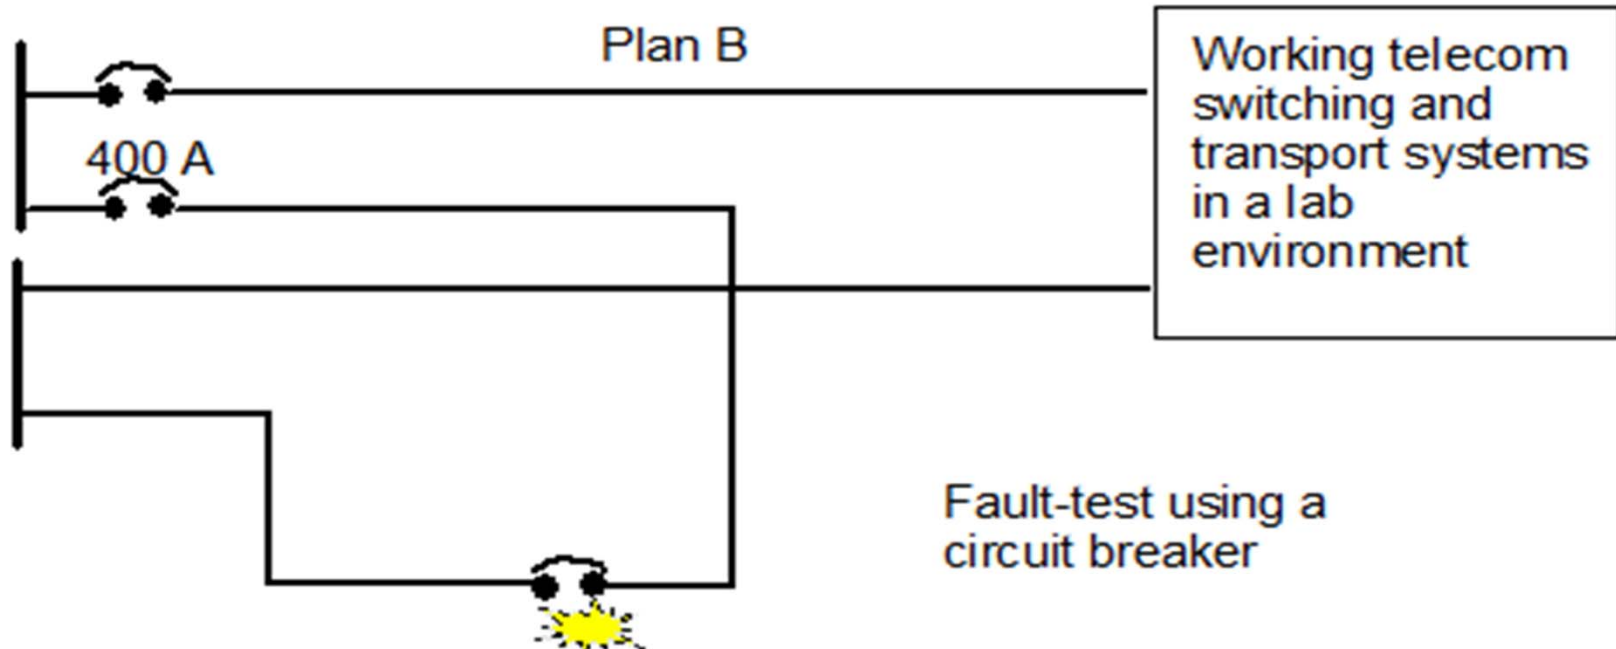 Plan B
Working telecom
switching and
transport systems
in a lab
environment
400 A
Fault-test using a
circuit breaker